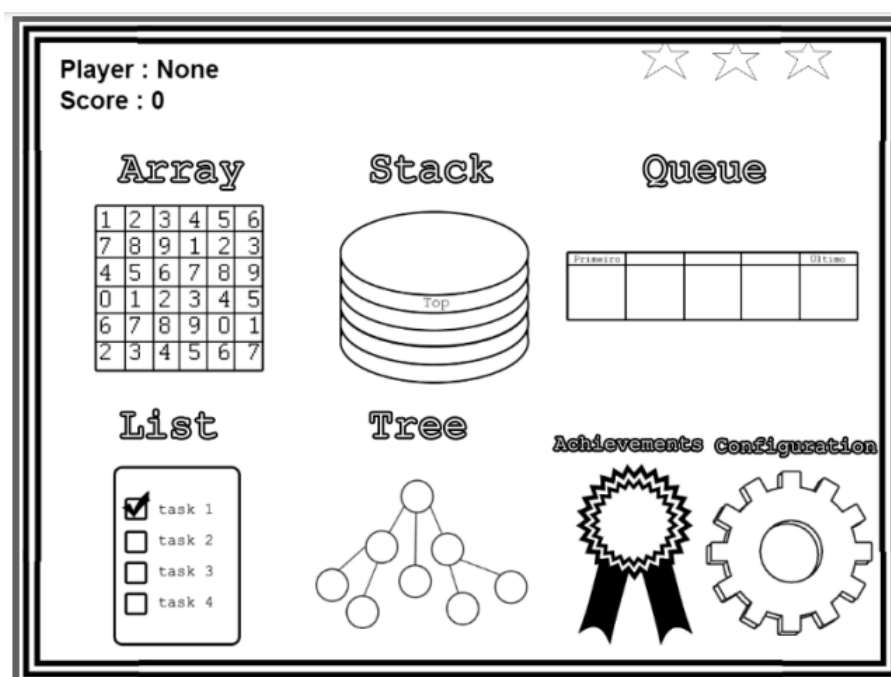 Player : None
Score : 0
Array
Stack
Queue
1 2 3 4 5 6
7 8 9 1 2 3
4 5 6 7 8 9
0 1 2 3 4 5
6 7 8 9 0 1
2 3 4 5 6 7
Top
Primeiro
Último
List
Tree
Achievements
Configuration
task 1
task 2
task 3
task 4